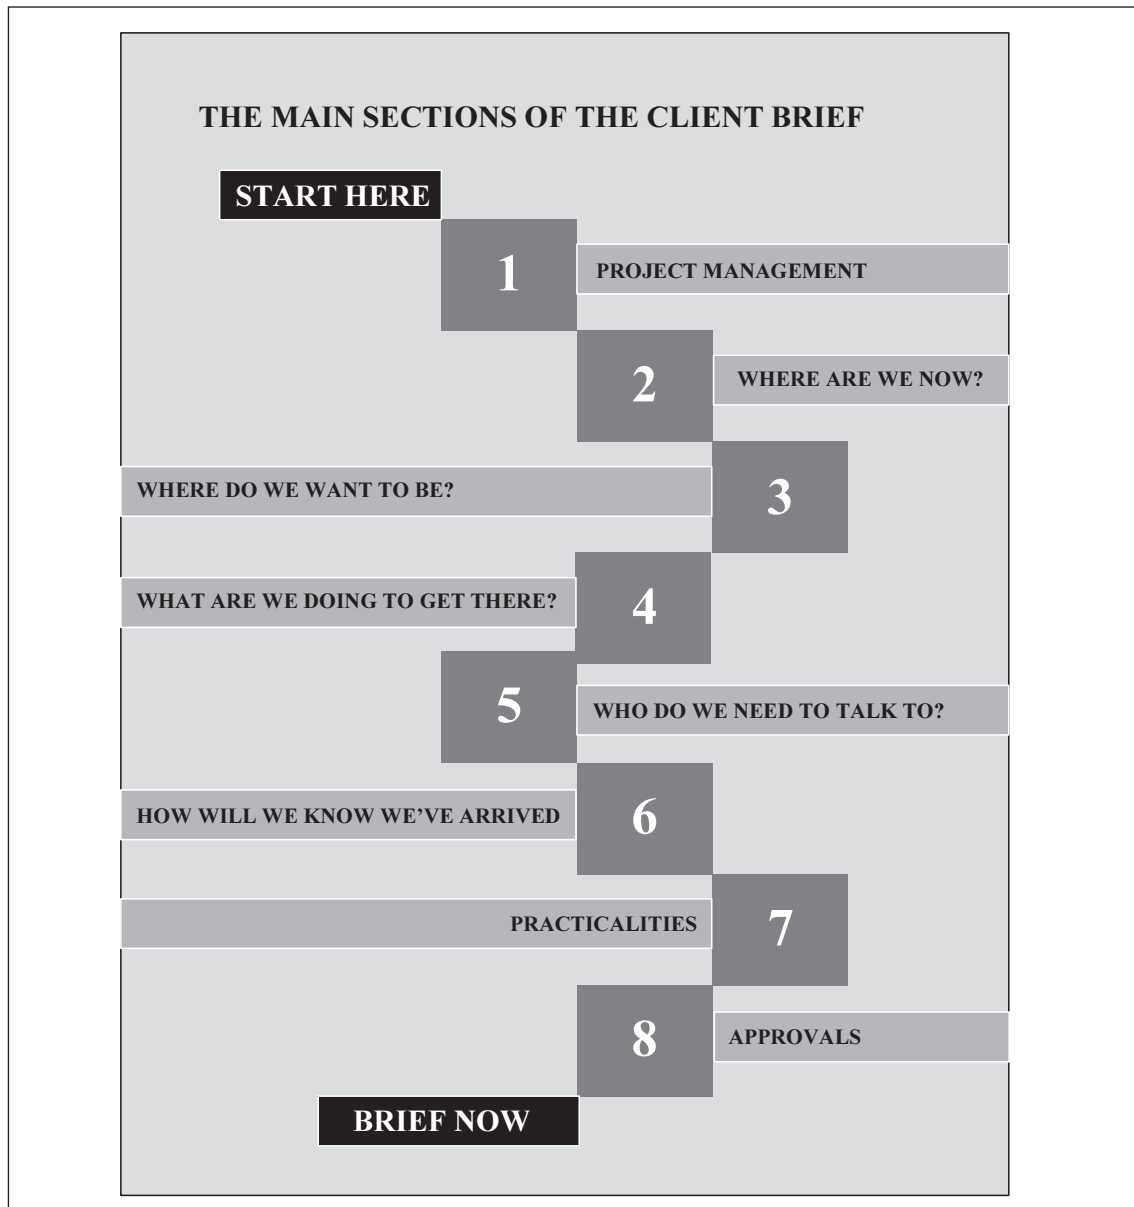 THE MAIN SECTIONS OF THE CLIENT BRIEF
START HERE
1
PROJECT MANAGEMENT
2
WHERE ARE WE NOW?
WHERE DO WE WANT TO BE?
3
WHAT ARE WE DOING TO GET THERE?
4
5
WHO DO WE NEED TO TALK TO?
HOW WILL WE KNOW WE’VE ARRIVED
6
PRACTICALITIES
7
8
APPROVALS
BRIEF NOW